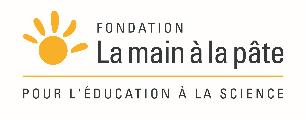 FONDATION
La main à la pâte
POUR L'ÉDUCATION À LA SCIENCE